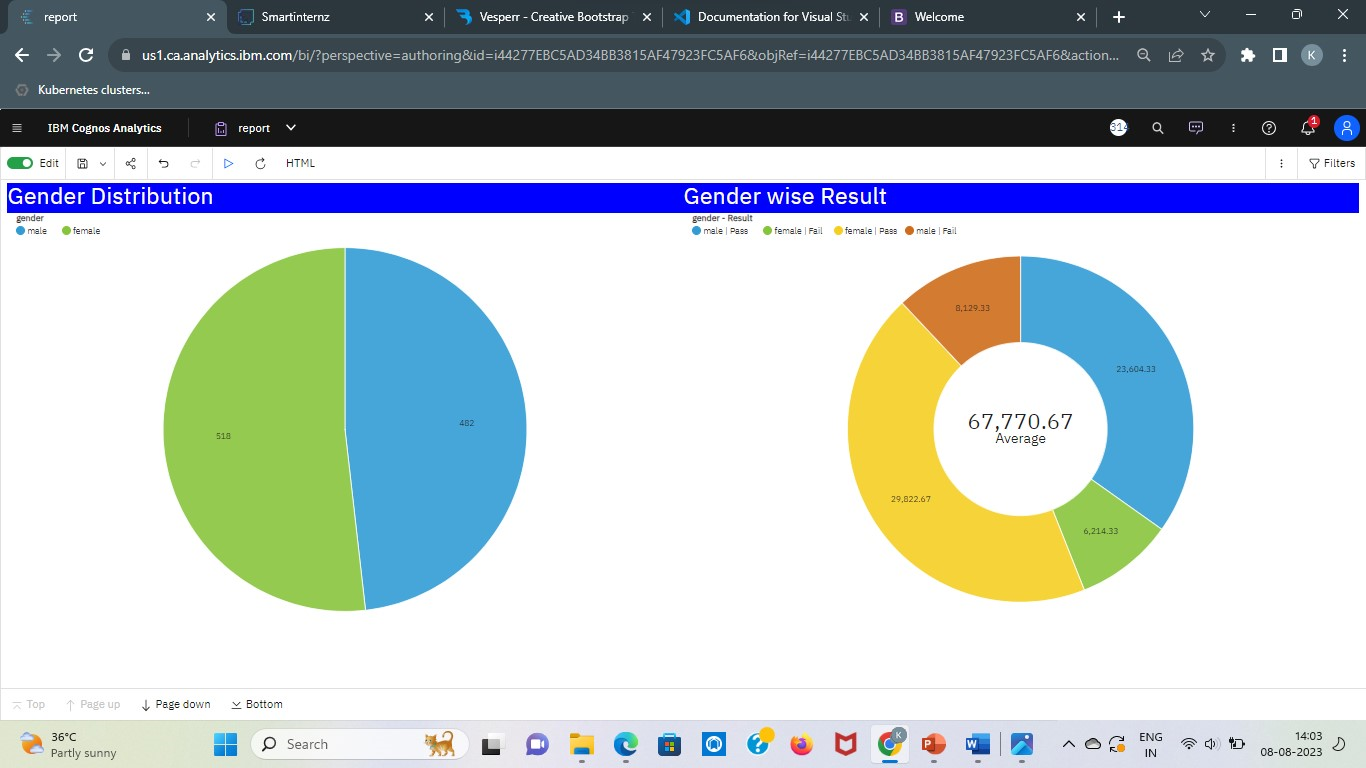 report
Smartinternz
Vesperr - Creative Bootstrap
Documentation for Visual Stu
Welcome
us1.ca.analytics.ibm.com/bi/?perspective=authoring&id=i44277EBC5AD34BB3815AF47923FC5AF6&objRef=i44277EBC5AD34BB3815AF47923FC5AF6&action...
K
Kubernetes clusters...
IBM Cognos Analytics
report
314
1
Edit
HTML
Filters
Gender Distribution
Gender wise Result
gender
male
female
gender - Result
male | Pass
female | Fail
female | Pass
male | Fail
518
482
8,129.33
23,604.33
29,822.67
6,214.33
67,770.67
Average
Top
Page up
Page down
Bottom
36°C
Partly sunny
Search
K
ENG
IN
14:03
08-08-2023